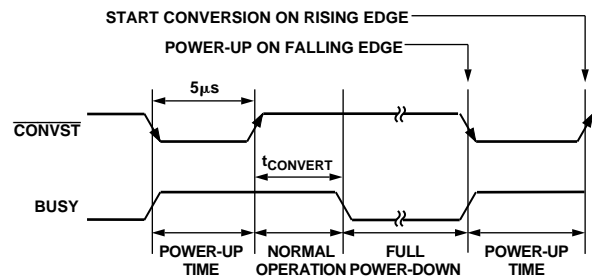 START CONVERSION ON RISING EDGE
POWER-UP ON FALLING EDGE
5µs
CONVST
tCONVERT
BUSY
POWER-UP
TIME
NORMAL
OPERATION
FULL
POWER-DOWN
POWER-UP
TIME